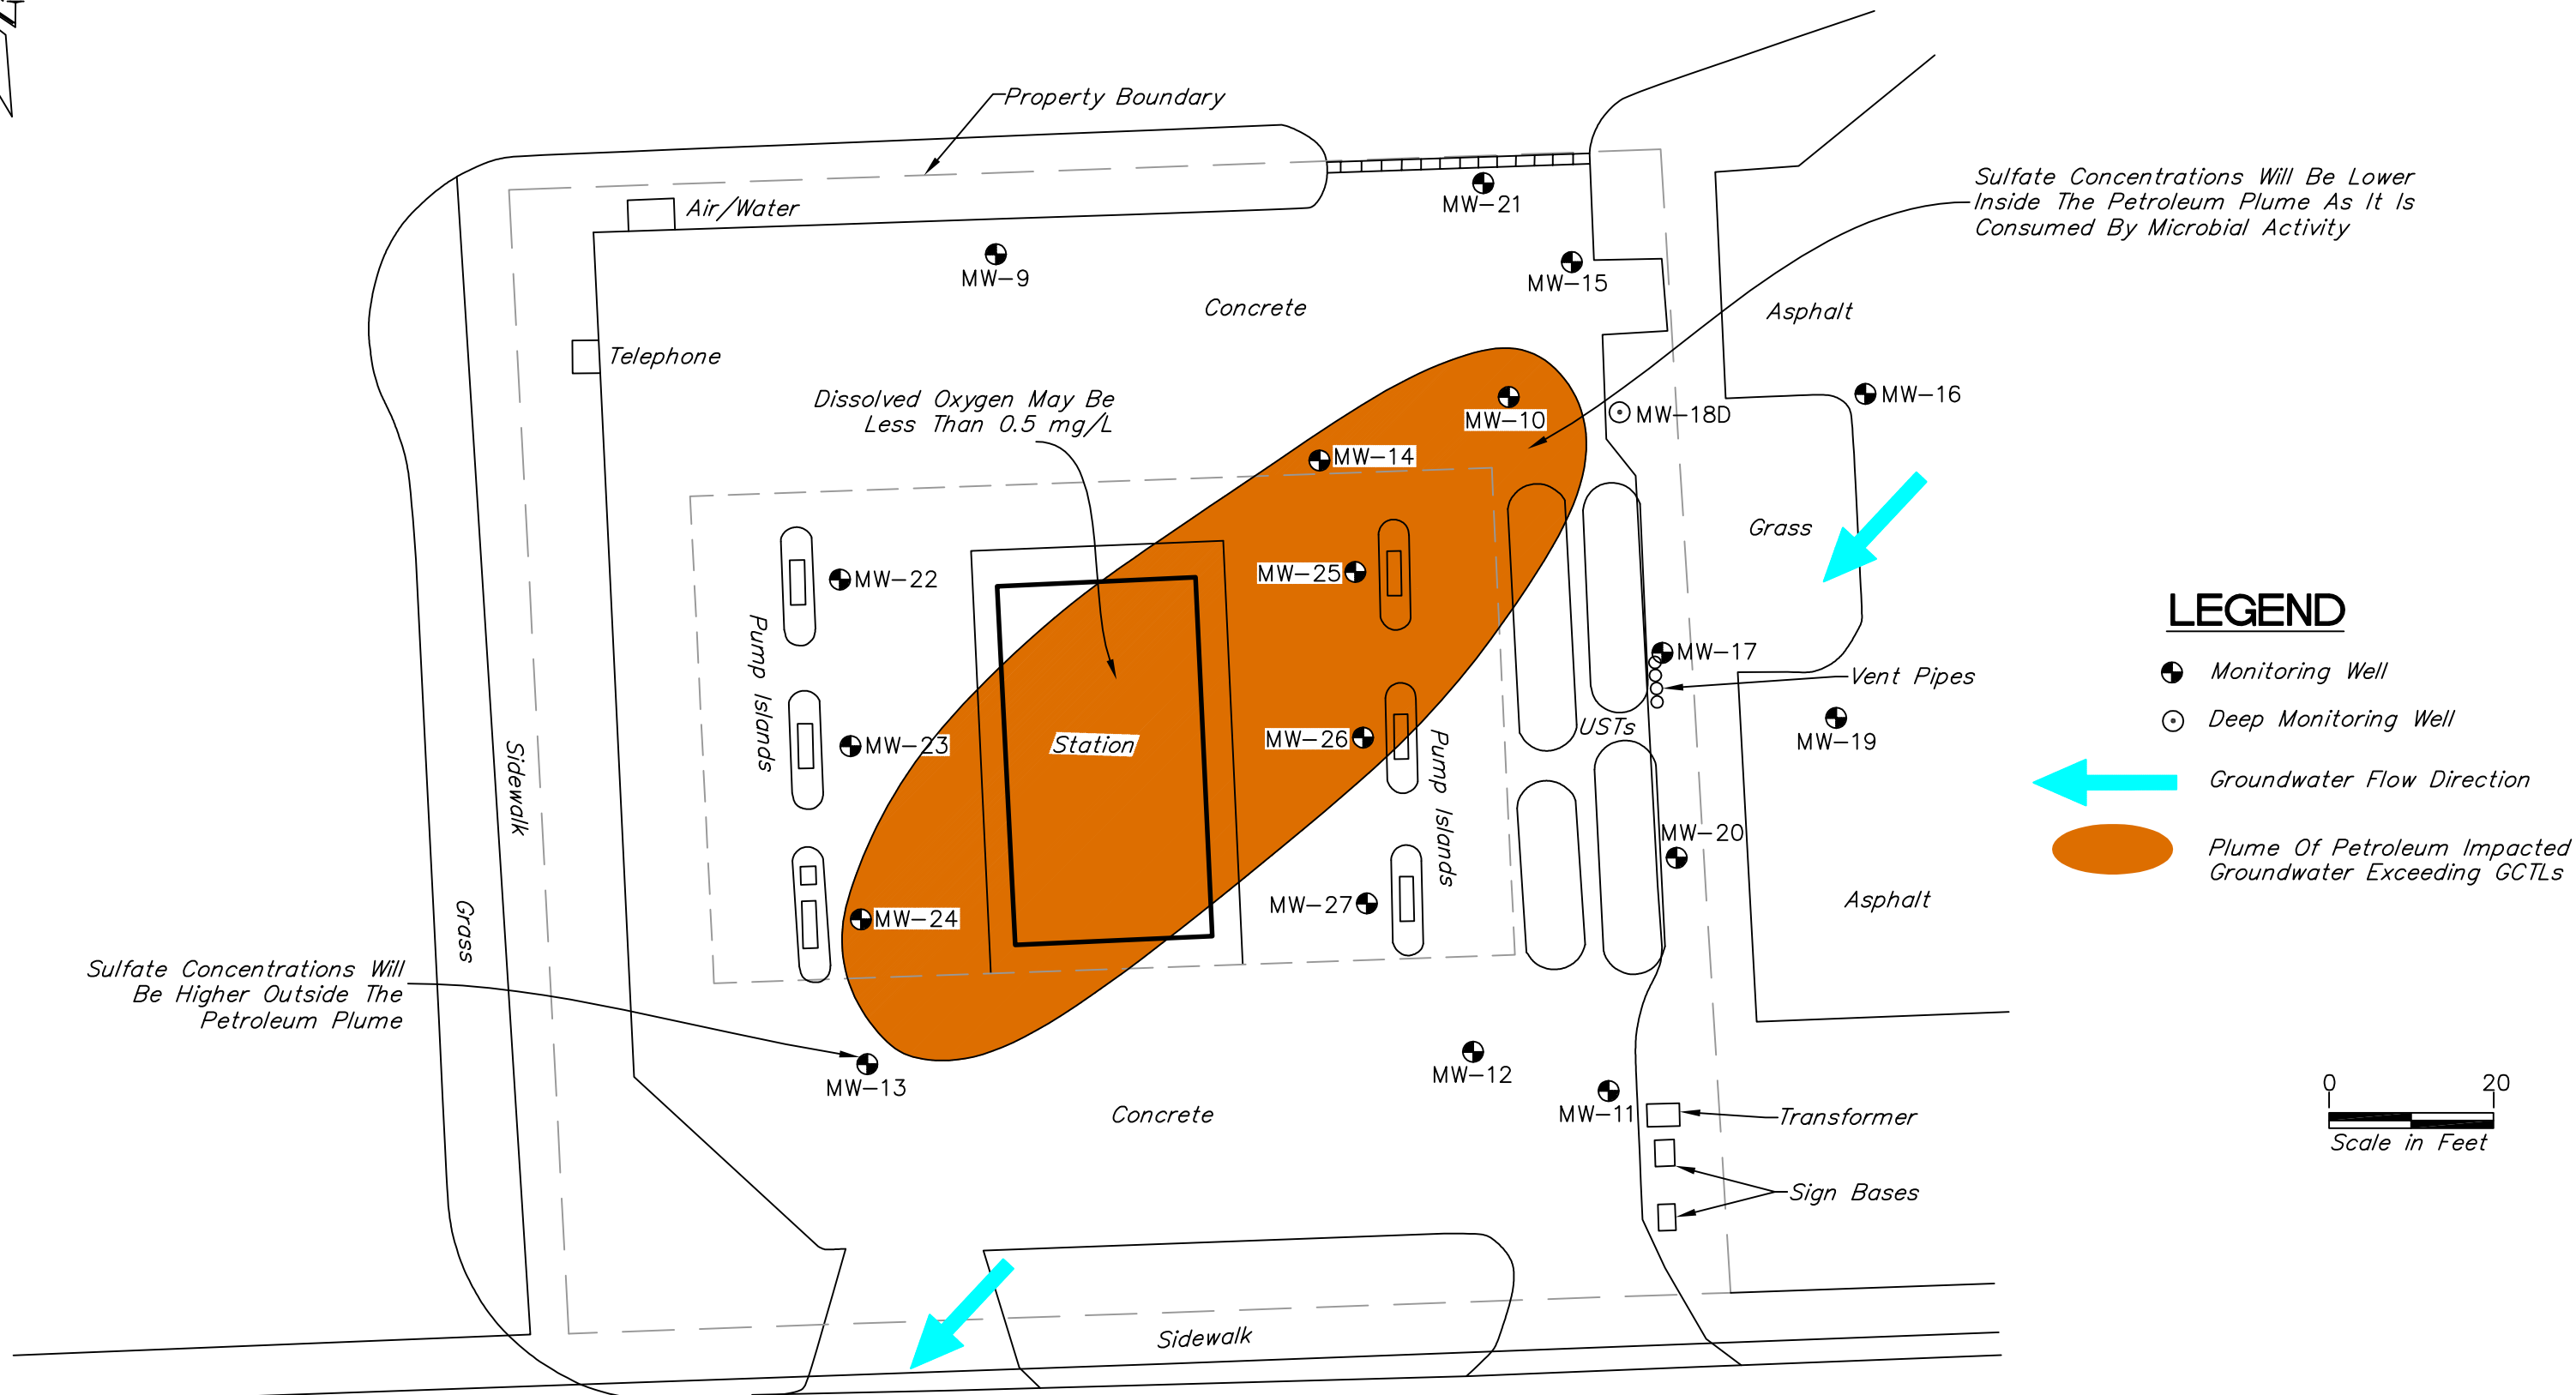 Property Boundary
Sulfate Concentrations Will Be Lower
Inside The Petroleum Plume As It Is
Consumed By Microbial Activity
Air/Water
MW-21
MW-9
MW-15
Concrete
Asphalt
Telephone
Dissolved Oxygen May Be
Less Than 0.5 mg/L
MW-16
MW-10
MW-18D
MW-14
Grass
MW-25
MW-22
LEGEND
Monitoring Well
Deep Monitoring Well
Groundwater Flow Direction
Plume Of Petroleum Impacted
Groundwater Exceeding GCTLs
Pump Islands
MW-17
Vent Pipes
USTs
MW-23
Station
MW-26
Pump Islands
MW-19
Sidewalk
MW-20
MW-24
MW-27
Asphalt
Grass
Sulfate Concentrations Will
Be Higher Outside The
Petroleum Plume
MW-13
MW-12
MW-11
Concrete
Transformer
0 20
Scale in Feet
Sign Bases
Sidewalk